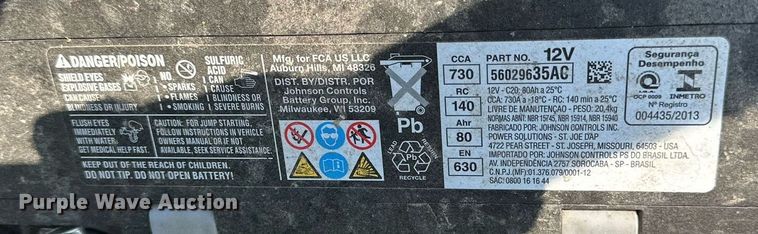 DANGER/POISON
SHIELD EYES
EXPLOSIVE GASES
CAN CAUSE
BLINDNESS
OR INJURY
NO
• SPARKS
• FLAMES
• SMOKING
SULFURIC
ACID
CAN CAUSE
BLINDNESS OR
SEVERE BURNS
FLUSH EYES
IMMEDIATELY
WITH WATER.
GET MEDICAL HELP FAST.
CAUTION: FOR JUMP STARTING,
FOLLOW INSTRUCTIONS IN VEHICLE
OWNERS MANUAL OR IF NOT
AVAILABLE SEEK DEALER ASSISTANCE
KEEP OUT OF THE REACH OF CHILDREN.
DO NOT TIP. DO NOT OPEN BATTERY!
Mfg. for FCA US LLC
Auburn Hills, MI 48326
DIST. BY/DISTR. PAR
Johnson Controls
Battery Group, Inc.
Milwaukee, WI 53209
Pb
Pb
LEAD
RETURN
RECYCLE
CCA
730
RC
140
Ahr
80
EN
630
PART NO.
12V
56029635AC
12V - C20: 80Ah a 25°C
CCA: 730A a -18°C - RC: 140 min a 25°C
LIVRE DE MANUTENÇÃO - PESO: 20,4kg
NORMAS ABNT: NBR 15745, NBR 15914, NBR 15940
FABRICADO POR: JOHNSON CONTROLS INC.
POWER SOLUTIONS - ST. JOE DAP
4722 PEAR STREET - ST. JOSEPH, MISSOURI, 64503 - USA
IMPORTADO POR: JOHNSON CONTROLS PS DO BRASIL LTDA.
AV. INDEPENDÊNCIA 2757 SOROCABA - SP - BRASIL
C.N.P.J.(MF) 01.376.079/0001-12
SAC: 0800 16 16 44
Segurança
Desempenho
OCP 0009
INMETRO
Nº Registro
004435/2013
Purple Wave Auction